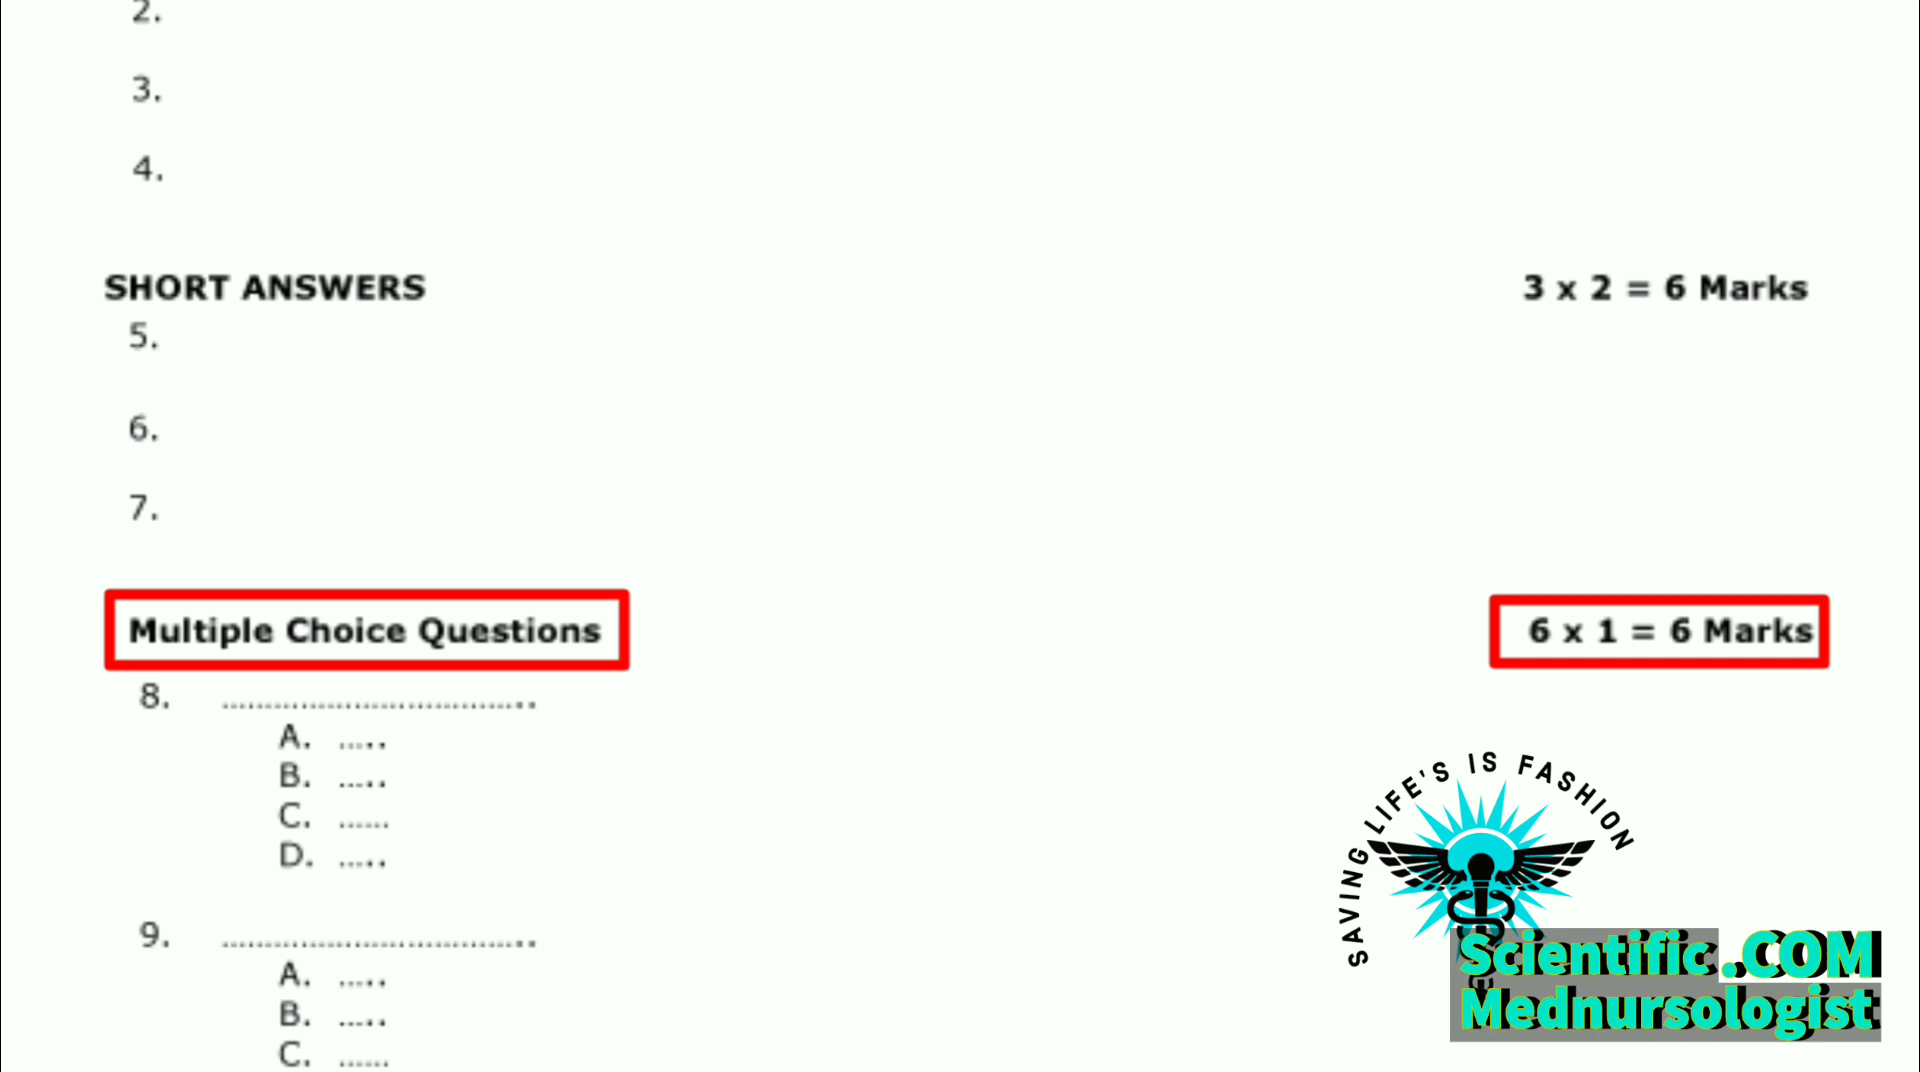 2.
3.
4.
SHORT ANSWERS 3 x 2 = 6 Marks
5.
6.
7.
Multiple Choice Questions 6 x 1 = 6 Marks
8. ...................................
A. .....
B. .....
C. ......
D. .....
9. ...................................
A. .....
B. .....
C. ......
SAVING LIFE'S IS FASHION
Scientific .COM
Mednursologist